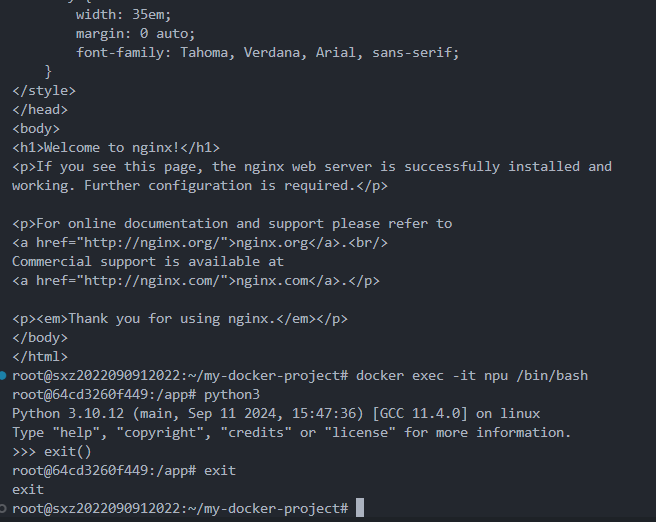 width: 35em;
margin: 0 auto;
font-family: Tahoma, Verdana, Arial, sans-serif;
}
</style>
</head>
<body>
<h1>Welcome to nginx!</h1>
<p>If you see this page, the nginx web server is successfully installed and
working. Further configuration is required.</p>
<p>For online documentation and support please refer to
<a href="http://nginx.org/">nginx.org</a>.<br/>
Commercial support is available at
<a href="http://nginx.com/">nginx.com</a>.</p>
<p><em>Thank you for using nginx.</em></p>
</body>
</html>
root@sxz2022090912022:~/my-docker-project# docker exec -it npu /bin/bash
root@64cd3260f449:/app# python3
Python 3.10.12 (main, Sep 11 2024, 15:47:36) [GCC 11.4.0] on linux
Type "help", "copyright", "credits" or "license" for more information.
>>> exit()
root@64cd3260f449:/app# exit
exit
root@sxz2022090912022:~/my-docker-project#